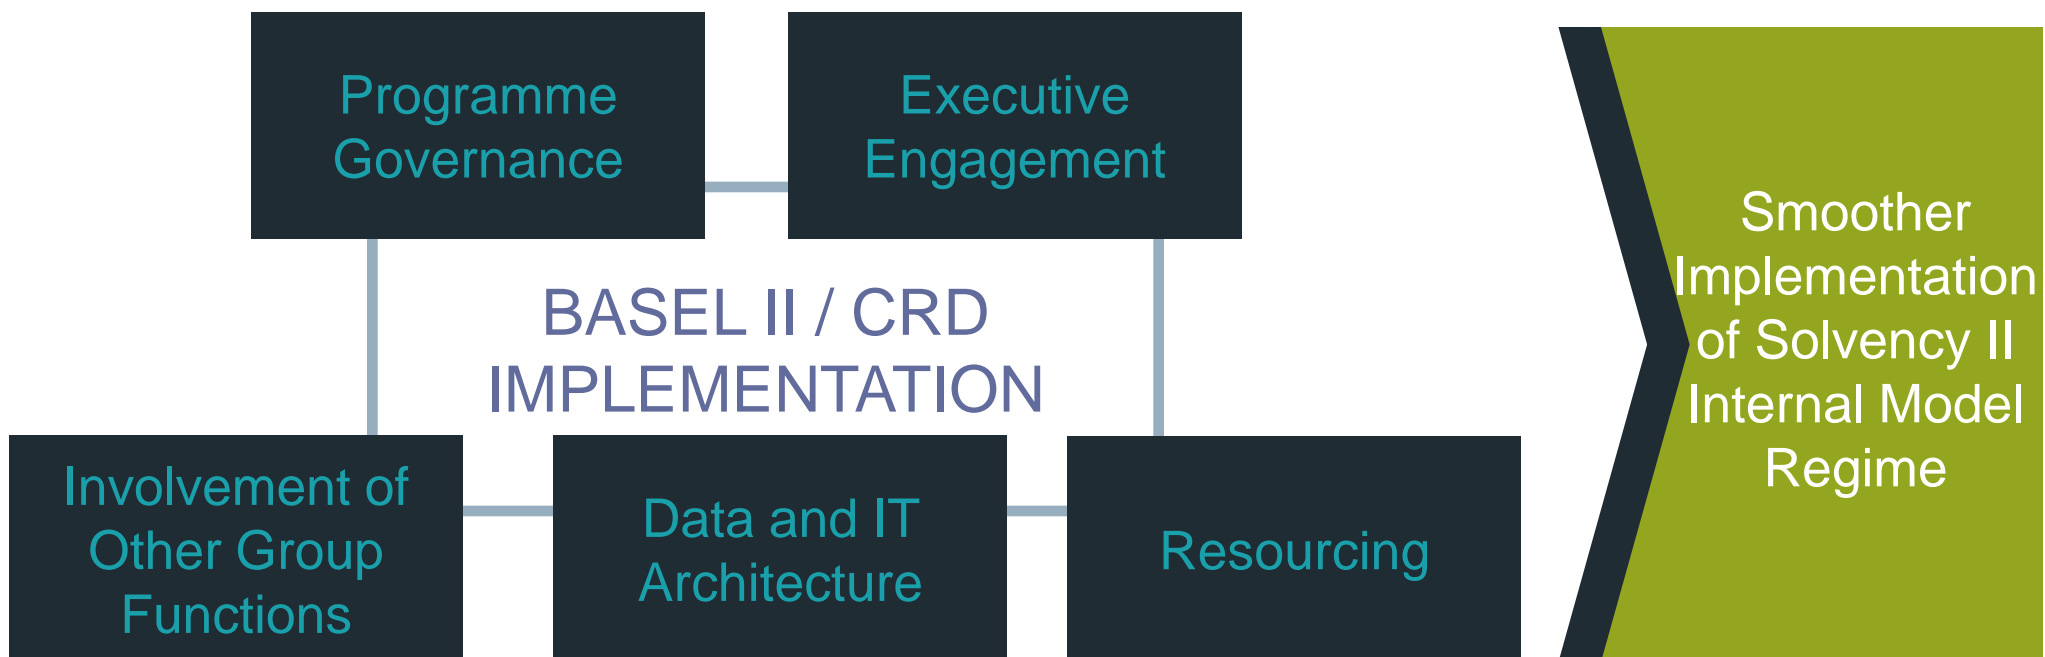 Programme
Governance
Executive
Engagement
BASEL II / CRD
IMPLEMENTATION
Involvement of
Other Group
Functions
Data and IT
Architecture
Resourcing
Smoother
Implementation
of Solvency II
Internal Model
Regime